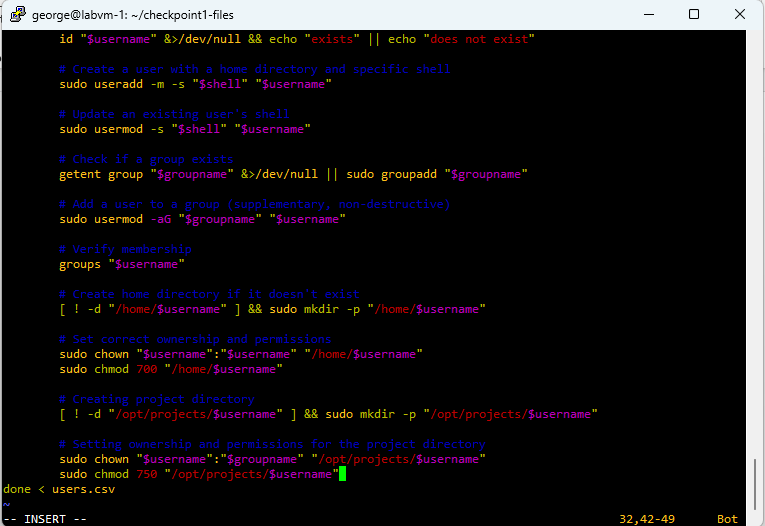 george@labvm-1: ~/checkpoint1-files
id "$username" &>/dev/null && echo "exists" || echo "does not exist"
# Create a user with a home directory and specific shell
sudo useradd -m -s "$shell" "$username"
# Update an existing user's shell
sudo usermod -s "$shell" "$username"
# Check if a group exists
getent group "$groupname" &>/dev/null || sudo groupadd "$groupname"
# Add a user to a group (supplementary, non-destructive)
sudo usermod -aG "$groupname" "$username"
# Verify membership
groups "$username"
# Create home directory if it doesn't exist
[ ! -d "/home/$username" ] && sudo mkdir -p "/home/$username"
# Set correct ownership and permissions
sudo chown "$username":"$username" "/home/$username"
sudo chmod 700 "/home/$username"
# Creating project directory
[ ! -d "/opt/projects/$username" ] && sudo mkdir -p "/opt/projects/$username"
# Setting ownership and permissions for the project directory
sudo chown "$username":"$groupname" "/opt/projects/$username"
sudo chmod 750 "/opt/projects/$username"
done < users.csv
~
-- INSERT -- 32,42-49 Bot